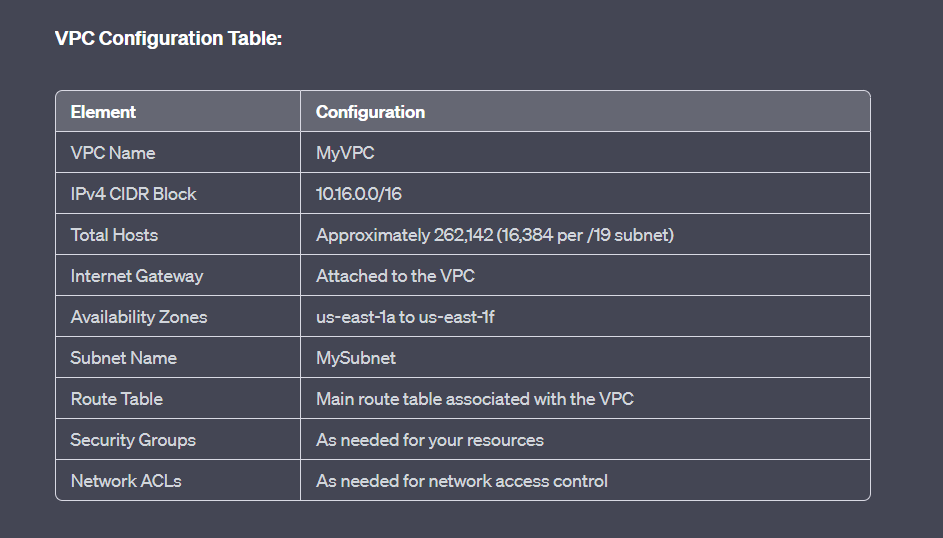 VPC Configuration Table:
Element Configuration
VPC Name MyVPC
IPv4 CIDR Block 10.16.0.0/16
Total Hosts Approximately 262,142 (16,384 per /19 subnet)
Internet Gateway Attached to the VPC
Availability Zones us-east-1a to us-east-1f
Subnet Name MySubnet
Route Table Main route table associated with the VPC
Security Groups As needed for your resources
Network ACLs As needed for network access control